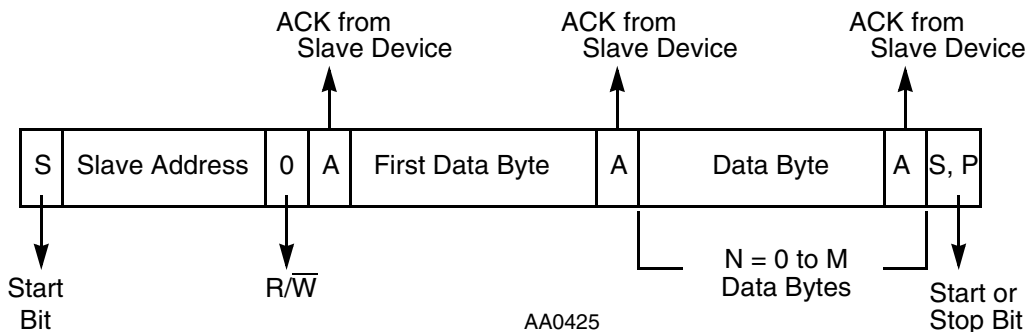 ACK from
Slave Device
ACK from
Slave Device
ACK from
Slave Device
S
Slave Address
0
A
First Data Byte
A
Data Byte
A
S, P
Start
Bit
R/W̅
N = 0 to M
Data Bytes
Start or
Stop Bit
AA0425